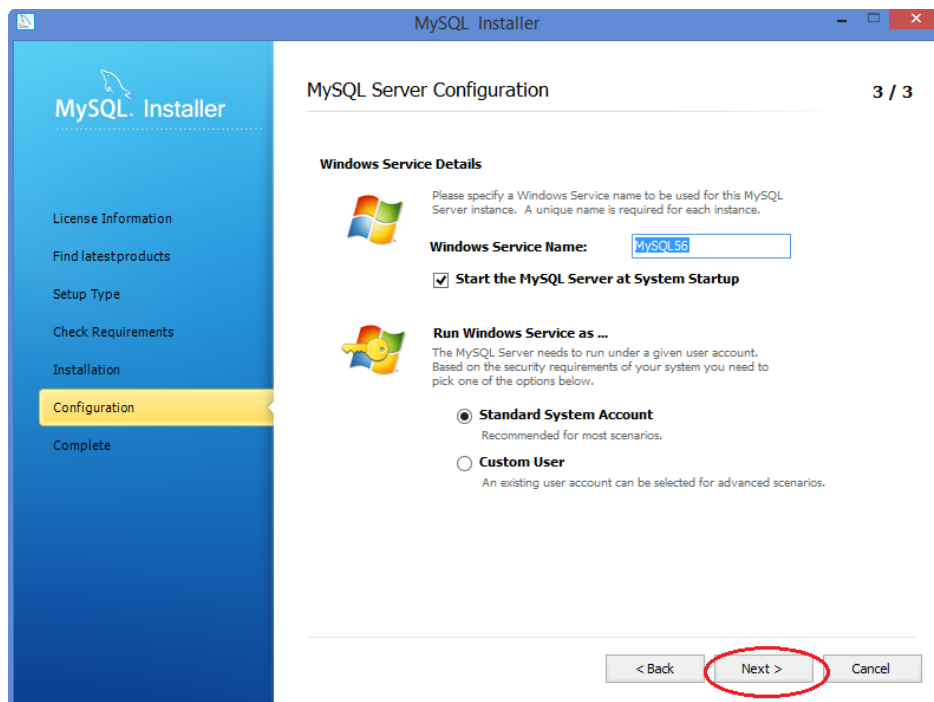 MySQL Installer
MySQL. Installer
License Information
Find latestproducts
Setup Type
Check Requirements
Installation
Configuration
Complete
MySQL Server Configuration
3 / 3
Windows Service Details
Please specify a Windows Service name to be used for this MySQL
Server instance. A unique name is required for each instance.
Windows Service Name: MySQL56
Start the MySQL Server at System Startup
Run Windows Service as ...
The MySQL Server needs to run under a given user account.
Based on the security requirements of your system you need to
pick one of the options below.
Standard System Account
Recommended for most scenarios.
Custom User
An existing user account can be selected for advanced scenarios.
< Back Next > Cancel